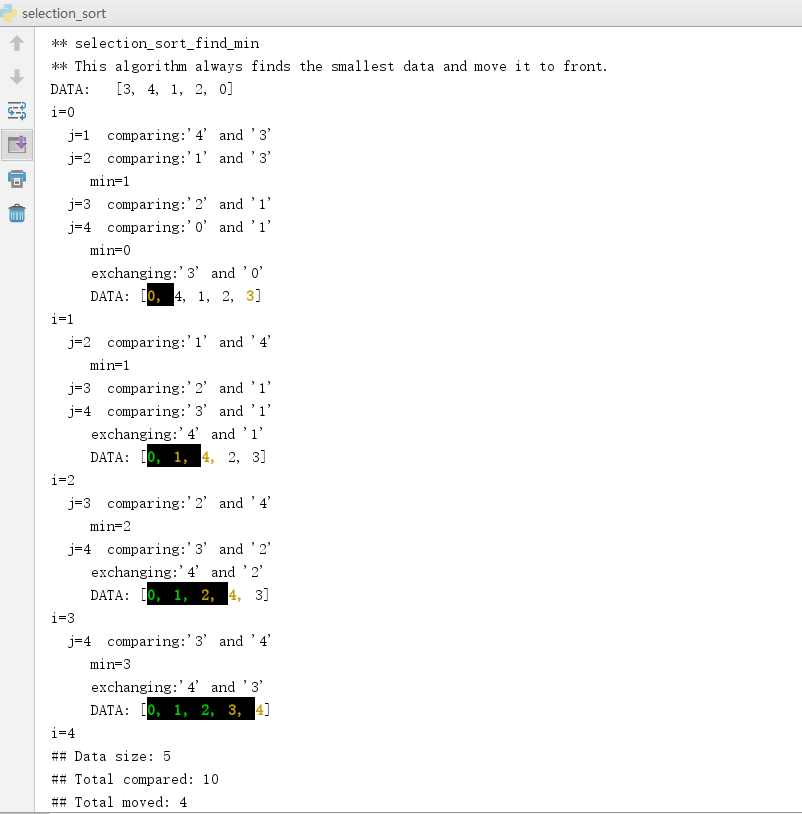 selection_sort
** selection_sort_find_min
** This algorithm always finds the smallest data and move it to front.
DATA:   [3, 4, 1, 2, 0]
i=0
  j=1  comparing:'4' and '3'
  j=2  comparing:'1' and '3'
     min=1
  j=3  comparing:'2' and '1'
  j=4  comparing:'0' and '1'
     min=0
     exchanging:'3' and '0'
     DATA: [0, 4, 1, 2, 3]
i=1
  j=2  comparing:'1' and '4'
     min=1
  j=3  comparing:'2' and '1'
  j=4  comparing:'3' and '1'
     exchanging:'4' and '1'
     DATA: [0, 1, 4, 2, 3]
i=2
  j=3  comparing:'2' and '4'
     min=2
  j=4  comparing:'3' and '2'
     exchanging:'4' and '2'
     DATA: [0, 1, 2, 4, 3]
i=3
  j=4  comparing:'3' and '4'
     min=3
     exchanging:'4' and '3'
     DATA: [0, 1, 2, 3, 4]
i=4
## Data size: 5
## Total compared: 10
## Total moved: 4